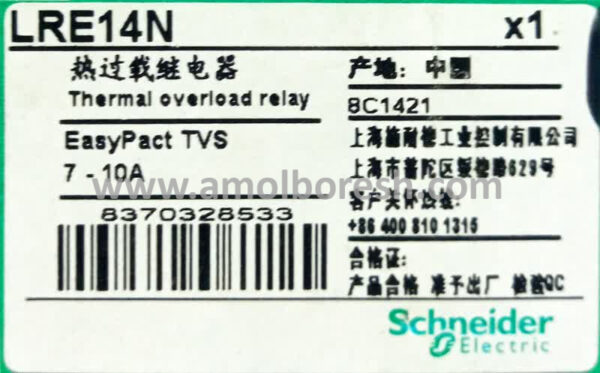 LRE14N x1
热过载继电器
Thermal overload relay
EasyPact TVS
7 - 10A
8370328533
产地: 中国
8C1421
上海施耐德工业控制有限公司
上海市普陀区绥德路629号
客户关怀热线:
+86 400 810 1315
合格证:
产品合格 准予出厂 检验QC
www.amolboresh.com
Schneider
Electric